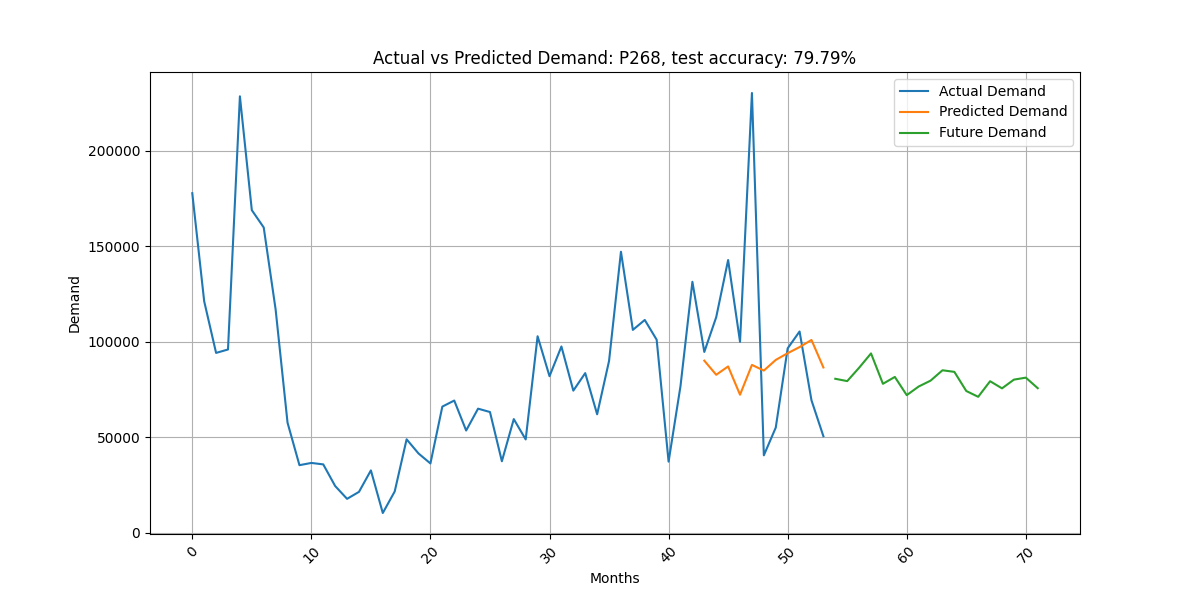 Actual vs Predicted Demand: P268, test accuracy: 79.79%
Actual Demand
Predicted Demand
Future Demand
200000
150000
100000
50000
0
Demand
0 10 20 30 40 50 60 70
Months